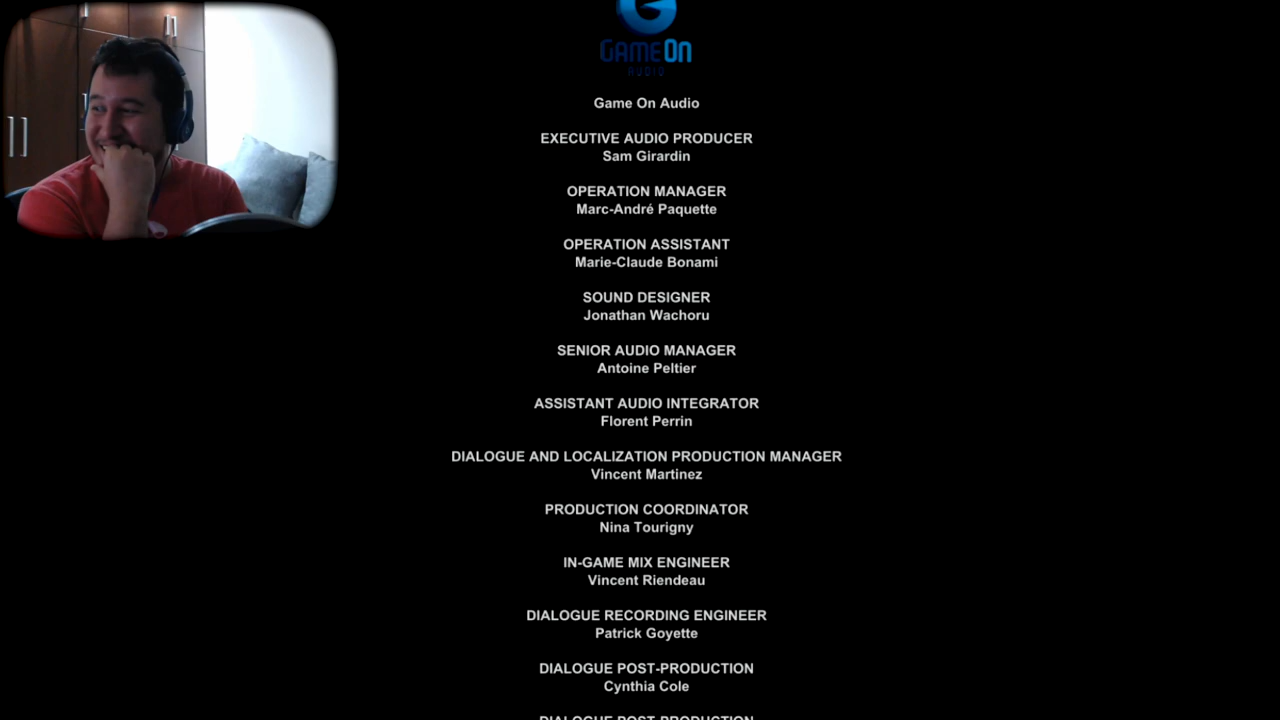 GAMEON
AUDIO
Game On Audio
EXECUTIVE AUDIO PRODUCER
Sam Girardin
OPERATION MANAGER
Marc-André Paquette
OPERATION ASSISTANT
Marie-Claude Bonami
SOUND DESIGNER
Jonathan Wachoru
SENIOR AUDIO MANAGER
Antoine Peltier
ASSISTANT AUDIO INTEGRATOR
Florent Perrin
DIALOGUE AND LOCALIZATION PRODUCTION MANAGER
Vincent Martinez
PRODUCTION COORDINATOR
Nina Tourigny
IN-GAME MIX ENGINEER
Vincent Riendeau
DIALOGUE RECORDING ENGINEER
Patrick Goyette
DIALOGUE POST-PRODUCTION
Cynthia Cole
DIALOGUE POST-PRODUCTION